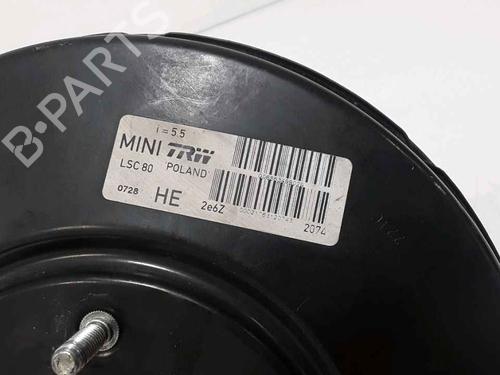 B-PARTS
i=5.5
MINI TRW
LSC 80 POLAND
0728 HE 2e6Z 2074